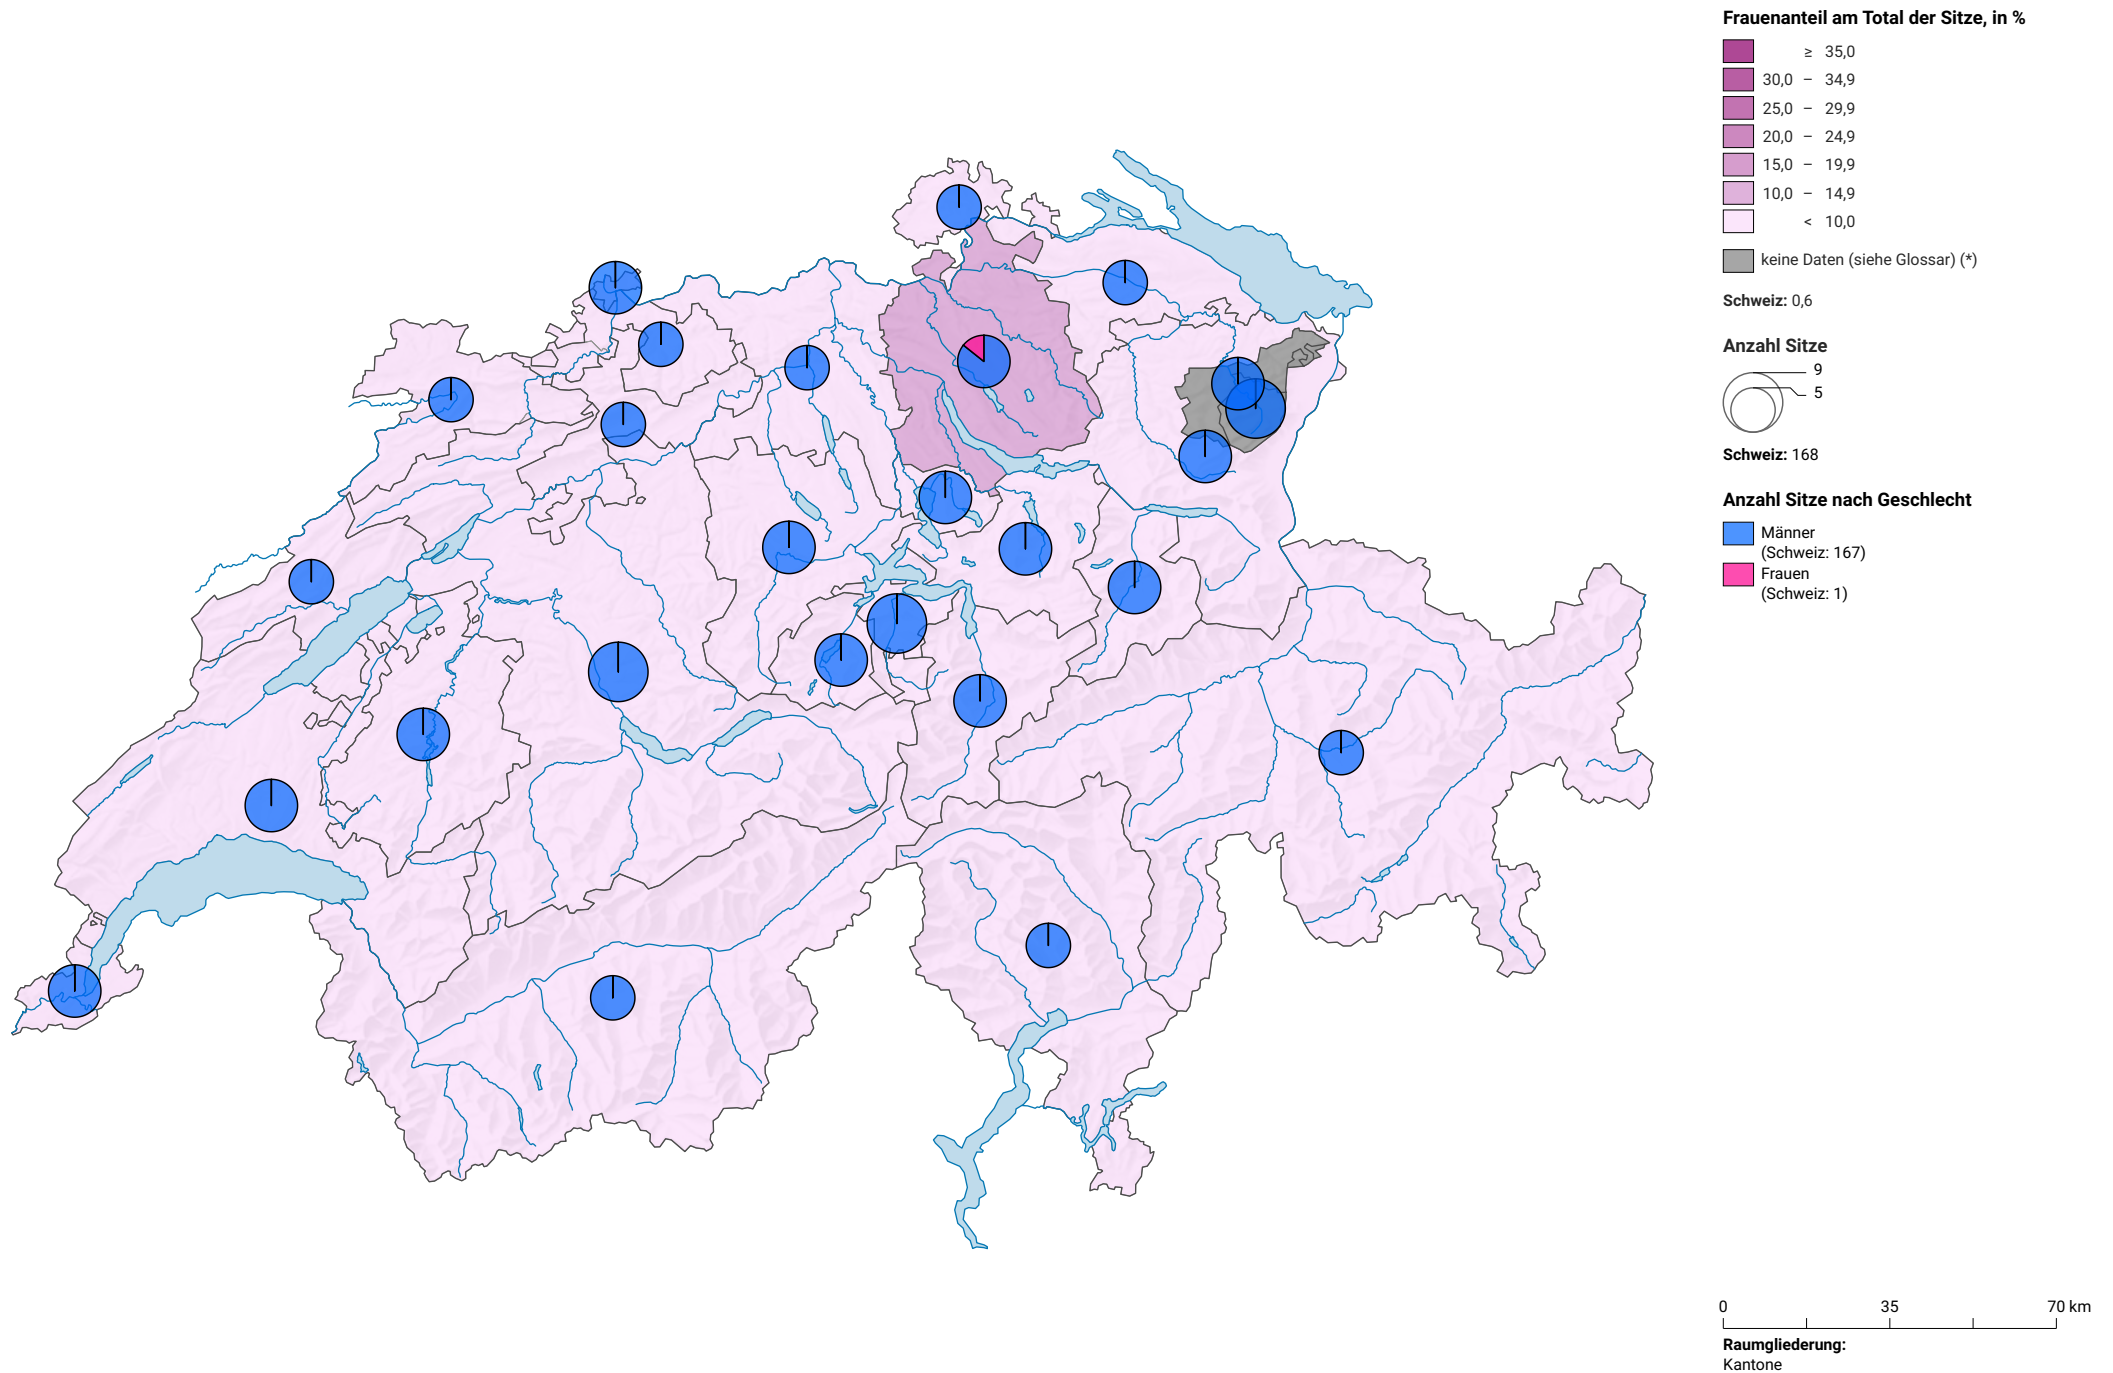 Frauenanteil am Total der Sitze, in %
≥ 35,0
30,0 – 34,9
25,0 – 29,9
20,0 – 24,9
15,0 – 19,9
10,0 – 14,9
< 10,0
keine Daten (siehe Glossar) (*)
Schweiz: 0,6
Anzahl Sitze
9
5
Schweiz: 168
Anzahl Sitze nach Geschlecht
Männer
(Schweiz: 167)
Frauen
(Schweiz: 1)
0 35 70 km
Raumgliederung:
Kantone